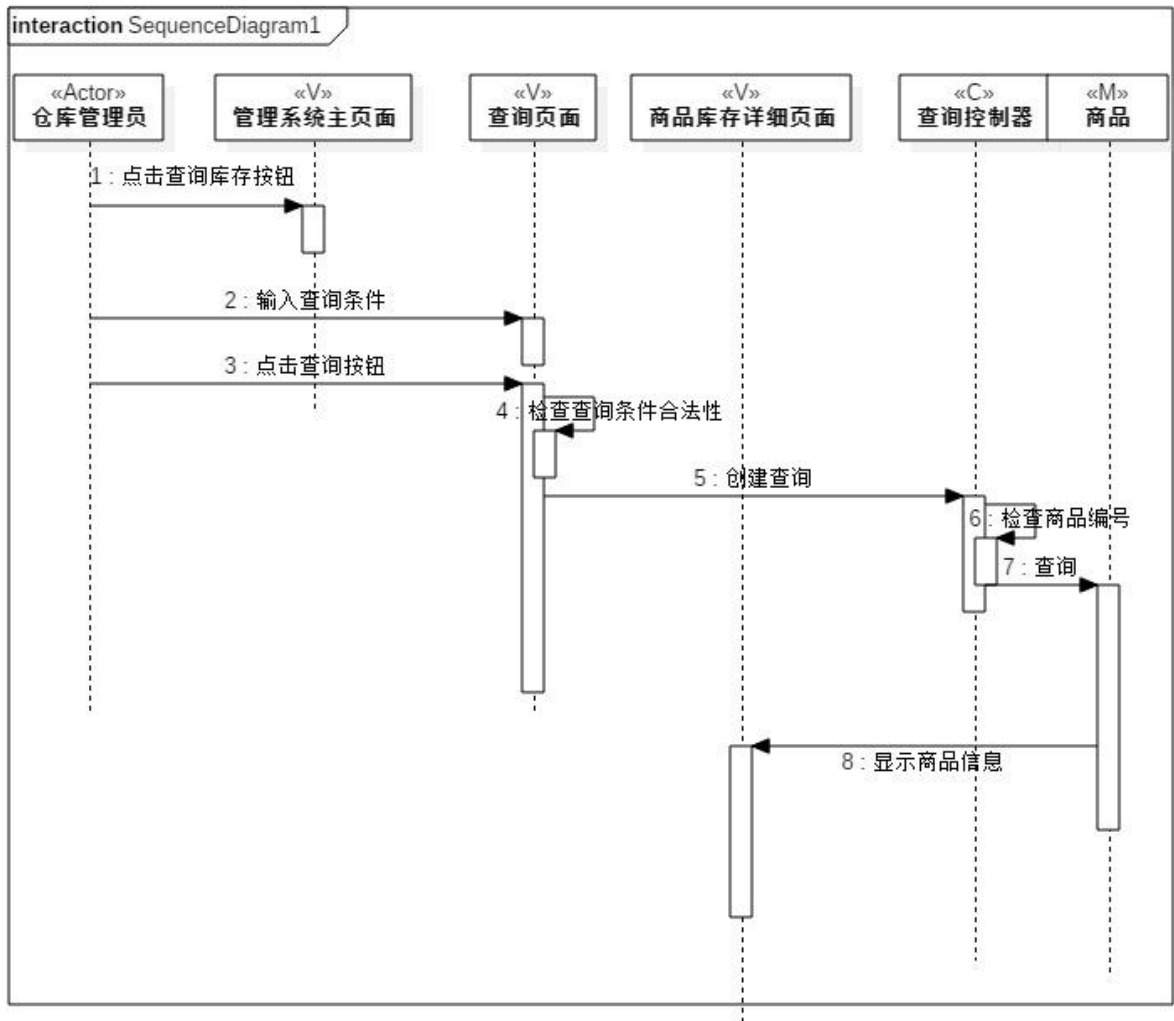 interaction SequenceDiagram1
«Actor»
仓库管理员
«V»
管理系统主页面
«V»
查询页面
«V»
商品库存详细页面
«C»
查询控制器
«M»
商品
1 : 点击查询库存按钮
2 : 输入查询条件
3 : 点击查询按钮
4 : 检查查询条件合法性
5 : 创建查询
6 : 检查商品编号
7 : 查询
8 : 显示商品信息